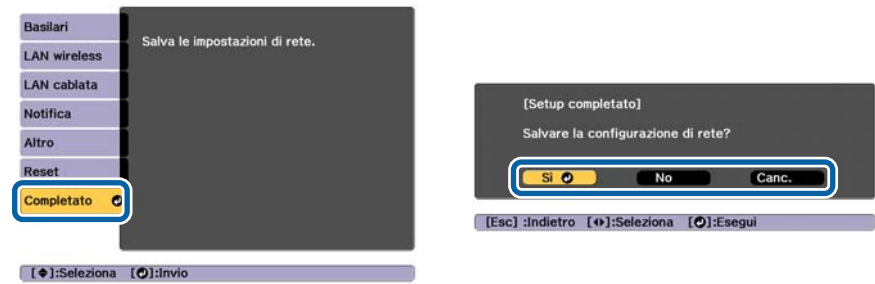 Basilari
LAN wireless
LAN cablata
Notifica
Altro
Reset
Completato
Salva le impostazioni di rete.
[◆]:Seleziona [↵]:Invio
[Setup completato]
Salvare la configurazione di rete?
Sì No Canc.
[Esc] :Indietro [◀▶]:Seleziona [↵]:Esegui